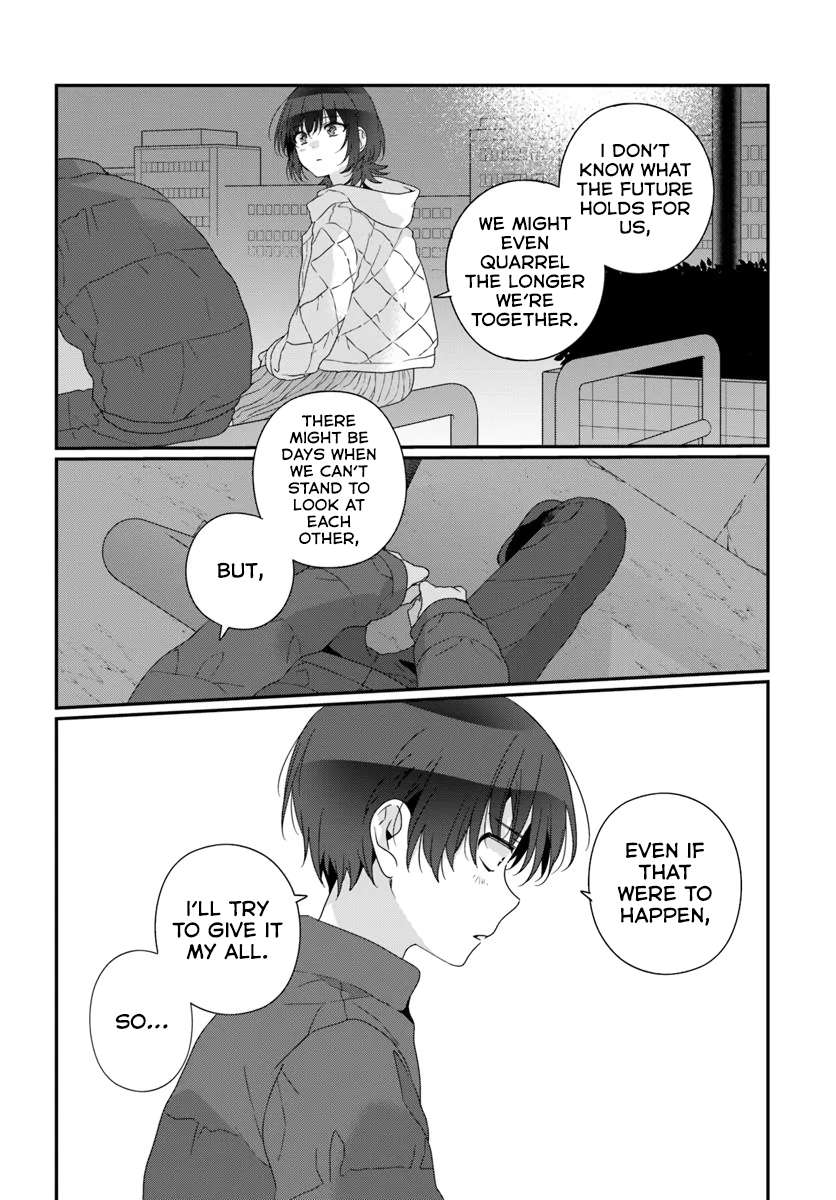 I DON'T
KNOW WHAT
THE FUTURE
HOLDS FOR
US,
WE MIGHT
EVEN
QUARREL
THE LONGER
WE'RE
TOGETHER.
THERE
MIGHT BE
DAYS WHEN
WE CAN'T
STAND TO
LOOK AT
EACH
OTHER,
BUT,
EVEN IF
THAT
WERE TO
HAPPEN,
I'LL TRY
TO GIVE IT
MY ALL.
SO...